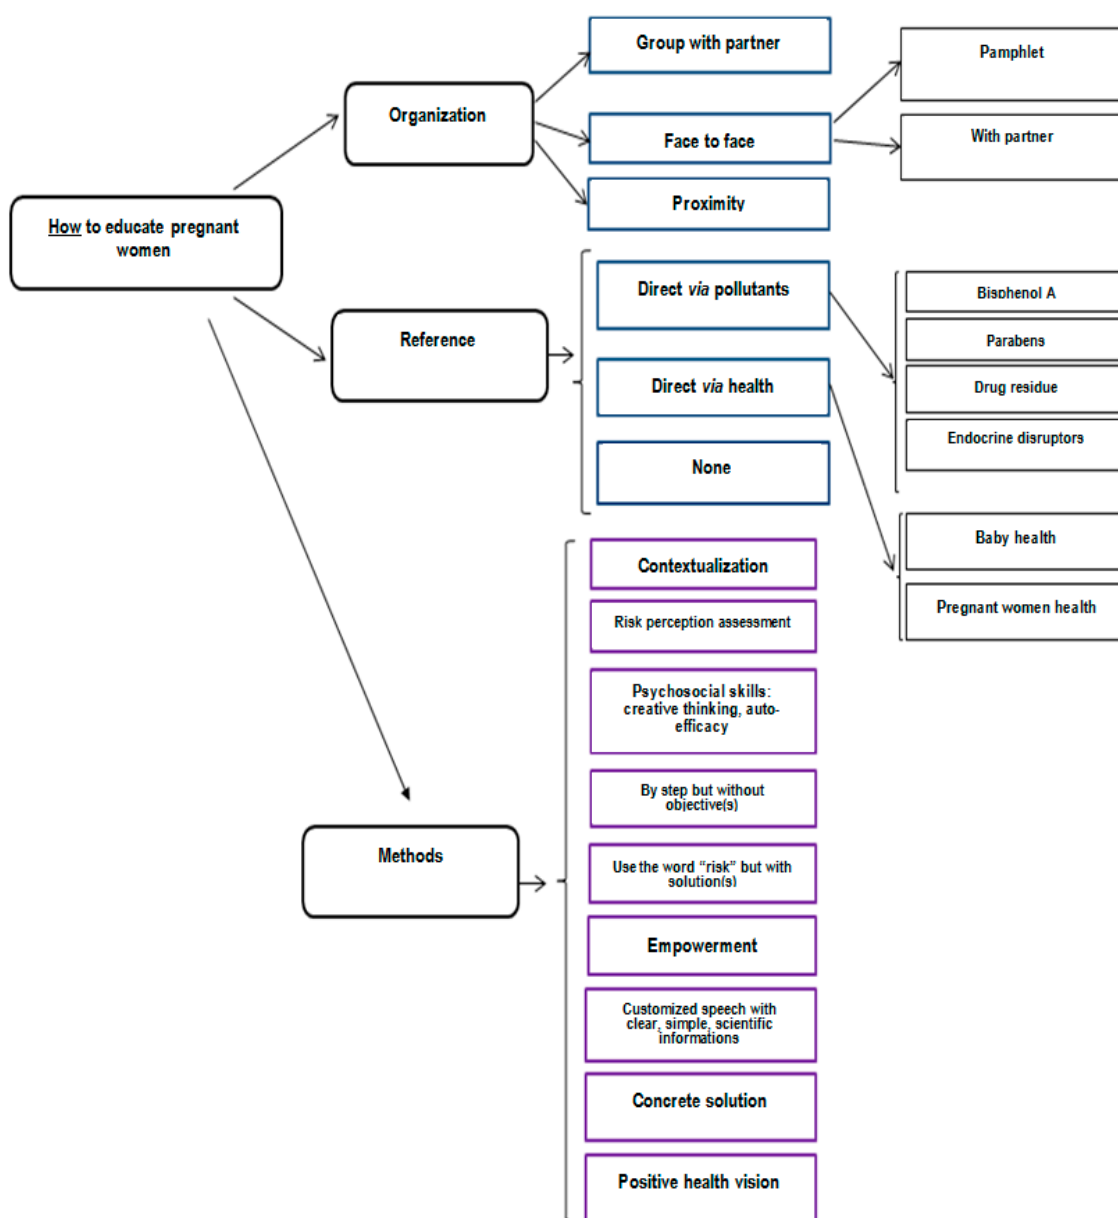 How to educate pregnant
women
Organization
Group with partner
Face to face
Proximity
Pamphlet
With partner
Reference
Direct via pollutants
Direct via health
None
Bisphenol A
Parabens
Drug residue
Endocrine disruptors
Baby health
Pregnant women health
Methods
Contextualization
Risk perception assessment
Psychosocial skills:
creative thinking, auto-
efficacy
By step but without
objective(s)
Use the word “risk” but with
solution(s)
Empowerment
Customized speech with
clear, simple, scientific
informations
Concrete solution
Positive health vision